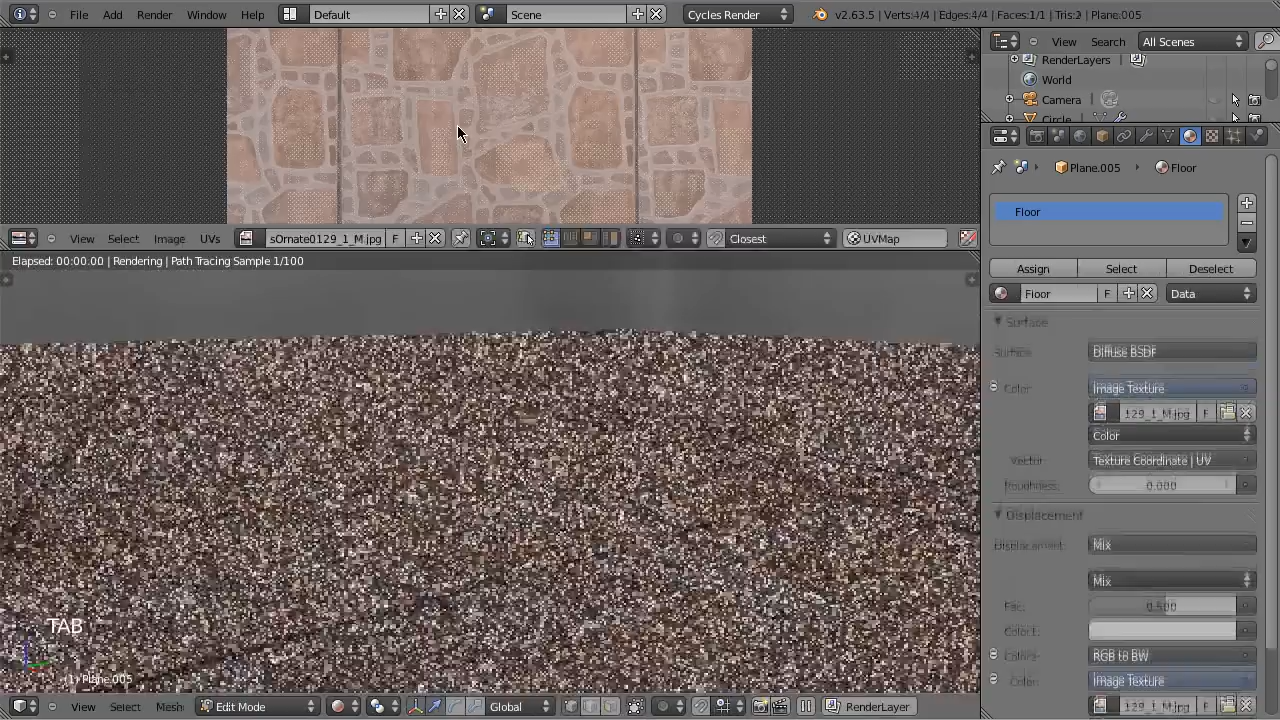 File Add Render Window Help Default Scene Cycles Render v2.63.5 | Verts:4/4 | Edges:4/4 | Faces:1/1 | Tris:2 | Plane.005
View Search All Scenes
RenderLayers |
World
Camera |
Circle
Plane.005 Floor
Floor
View Select Image UVs sOrnate0129_1_M.jpg F Closest UVMap
Elapsed: 00:00.00 | Rendering | Path Tracing Sample 1/100
Assign Select Deselect
Floor F Data
Surface
Surface: Diffuse BSDF
Color: Image Texture
129_1_M.jpg F
Color
Vector: Texture Coordinate | UV
Roughness: 0.000
Displacement
Displacement: Mix
Mix
Fac: 0.500
Color1:
RGB to BW
Color: Image Texture
129_1_M.jpg F
TAB
(1) Plane.005
View Select Mesh Edit Mode Global RenderLayer